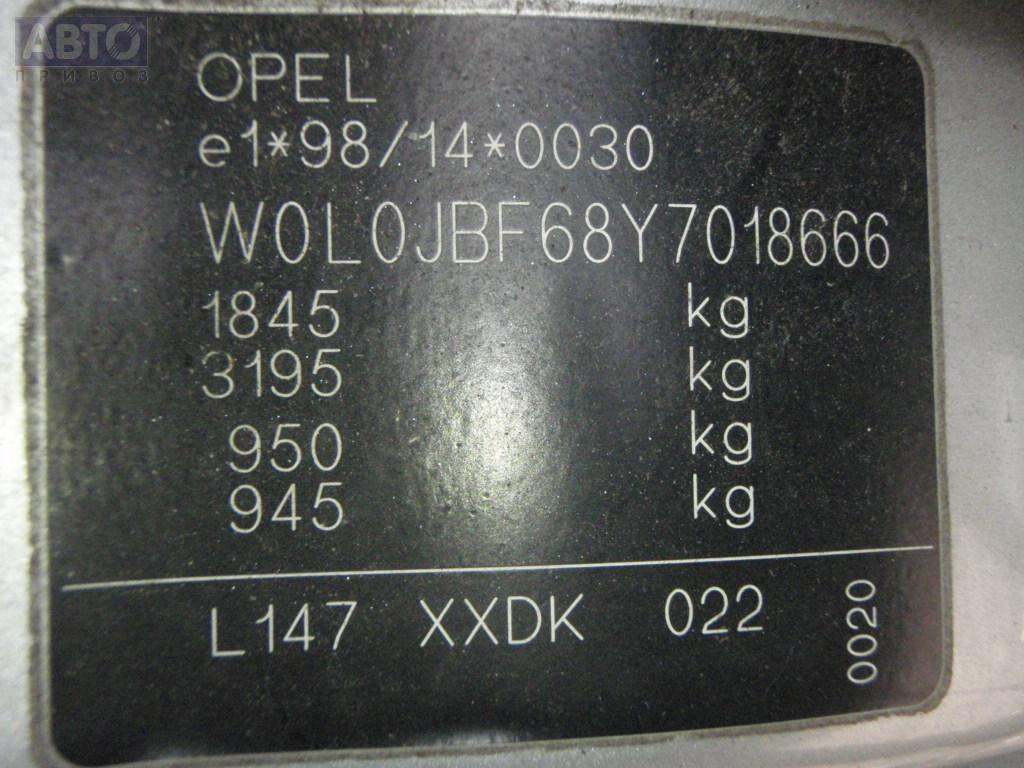 АВТО
ПРИВОЗ
OPEL
e1*98/14*0030
W0L0JBF68Y7018666
1845 kg
3195 kg
950 kg
945 kg
L147 XXDK 022
0020